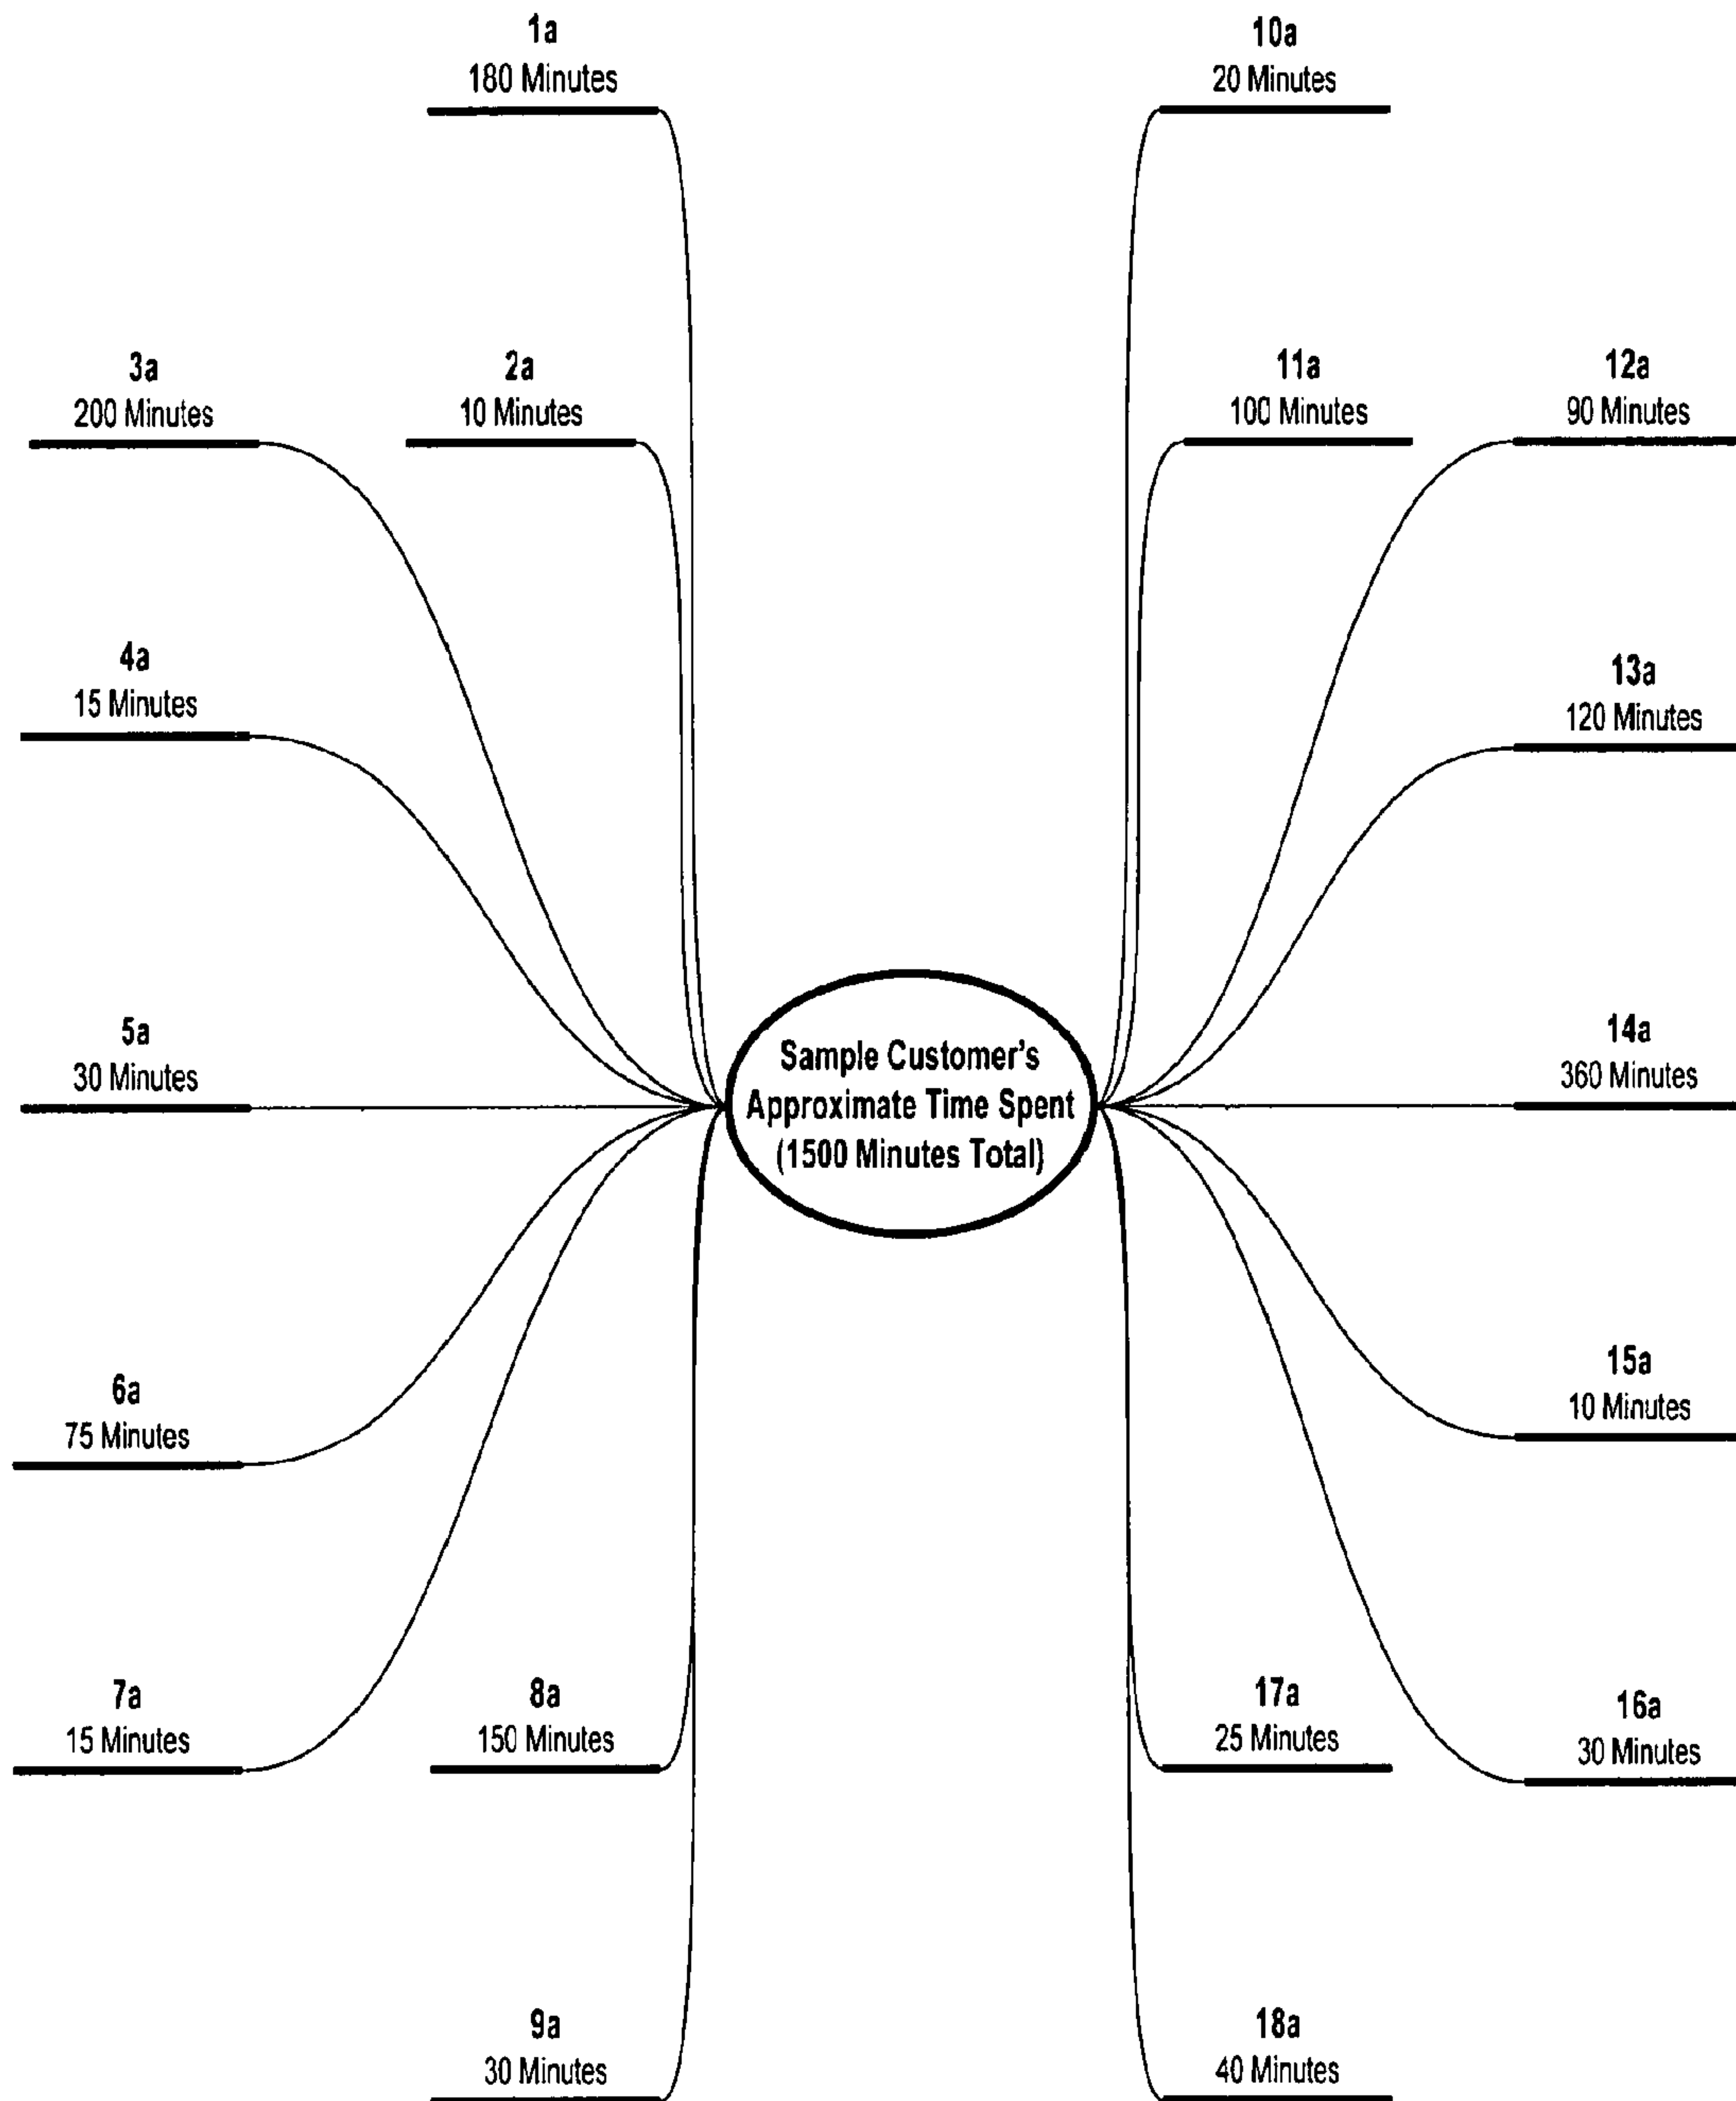 1a
180 Minutes
10a
20 Minutes
3a
200 Minutes
2a
10 Minutes
11a
100 Minutes
12a
90 Minutes
4a
15 Minutes
13a
120 Minutes
5a
30 Minutes
Sample Customer's
Approximate Time Spent
(1500 Minutes Total)
14a
360 Minutes
6a
75 Minutes
15a
10 Minutes
7a
15 Minutes
8a
150 Minutes
17a
25 Minutes
16a
30 Minutes
9a
30 Minutes
18a
40 Minutes